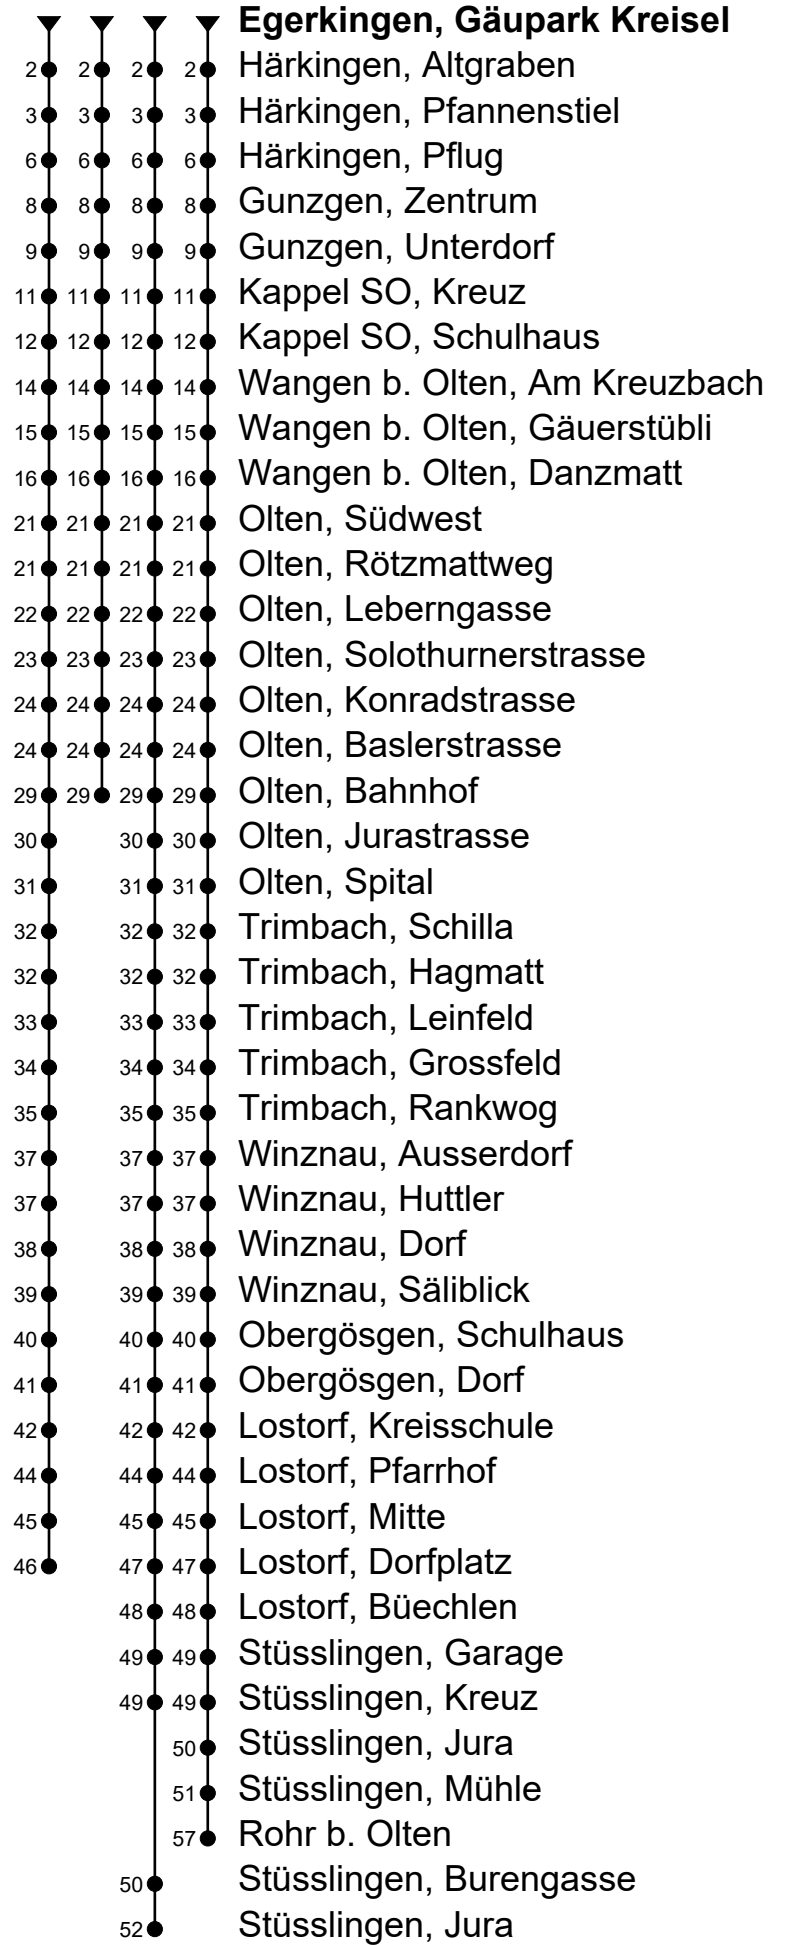 Egerkingen, Gäupark Kreisel
2 2 2 2 Härkingen, Altgraben
3 3 3 3 Härkingen, Pfannenstiel
6 6 6 6 Härkingen, Pflug
8 8 8 8 Gunzgen, Zentrum
9 9 9 9 Gunzgen, Unterdorf
11 11 11 11 Kappel SO, Kreuz
12 12 12 12 Kappel SO, Schulhaus
14 14 14 14 Wangen b. Olten, Am Kreuzbach
15 15 15 15 Wangen b. Olten, Gäuerstübli
16 16 16 16 Wangen b. Olten, Danzmatt
21 21 21 21 Olten, Südwest
21 21 21 21 Olten, Rötzmattweg
22 22 22 22 Olten, Leberngasse
23 23 23 23 Olten, Solothurnerstrasse
24 24 24 24 Olten, Konradstrasse
24 24 24 24 Olten, Baslerstrasse
29 29 29 29 Olten, Bahnhof
30 30 30 Olten, Jurastrasse
31 31 31 Olten, Spital
32 32 32 Trimbach, Schilla
32 32 32 Trimbach, Hagmatt
33 33 33 Trimbach, Leinfeld
34 34 34 Trimbach, Grossfeld
35 35 35 Trimbach, Rankwog
37 37 37 Winznau, Ausserdorf
37 37 37 Winznau, Huttler
38 38 38 Winznau, Dorf
39 39 39 Winznau, Säliblick
40 40 40 Obergösgen, Schulhaus
41 41 41 Obergösgen, Dorf
42 42 42 Lostorf, Kreisschule
44 44 44 Lostorf, Pfarrhof
45 45 45 Lostorf, Mitte
46 47 47 Lostorf, Dorfplatz
48 48 Lostorf, Büechlen
49 49 Stüsslingen, Garage
49 49 Stüsslingen, Kreuz
50 Stüsslingen, Jura
51 Stüsslingen, Mühle
57 Rohr b. Olten
50 Stüsslingen, Burengasse
52 Stüsslingen, Jura